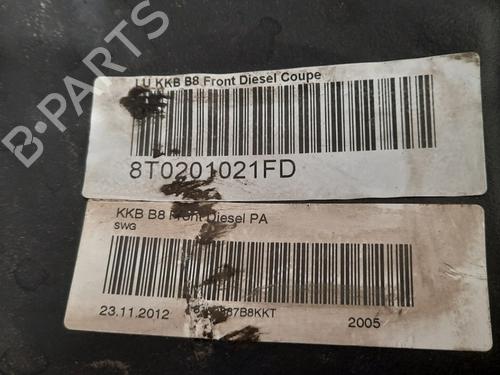 LU KKB B8 Front Diesel Coupe
8T0201021FD
KKB B8 Front Diesel PA
SWG
23.11.2012
2005
B-PARTS